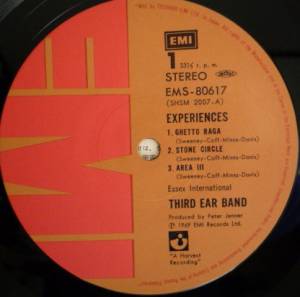 EMI
1
33⅓ r. p. m.
STEREO
EMS-80617
(SHSM 2007-A)
EXPERIENCES
1. GHETTO RAGA
(Sweeney-Coff-Minns-Davis)
2. STONE CIRCLE
(Sweeney-Coff-Minns-Davis)
3. AREA III
(Sweeney-Coff-Minns-Davis)
Essex International
THIRD EAR BAND
Produced by Peter Jenner
℗ 1969 EMI Records Ltd.
"A Harvest
Recording"
EMI